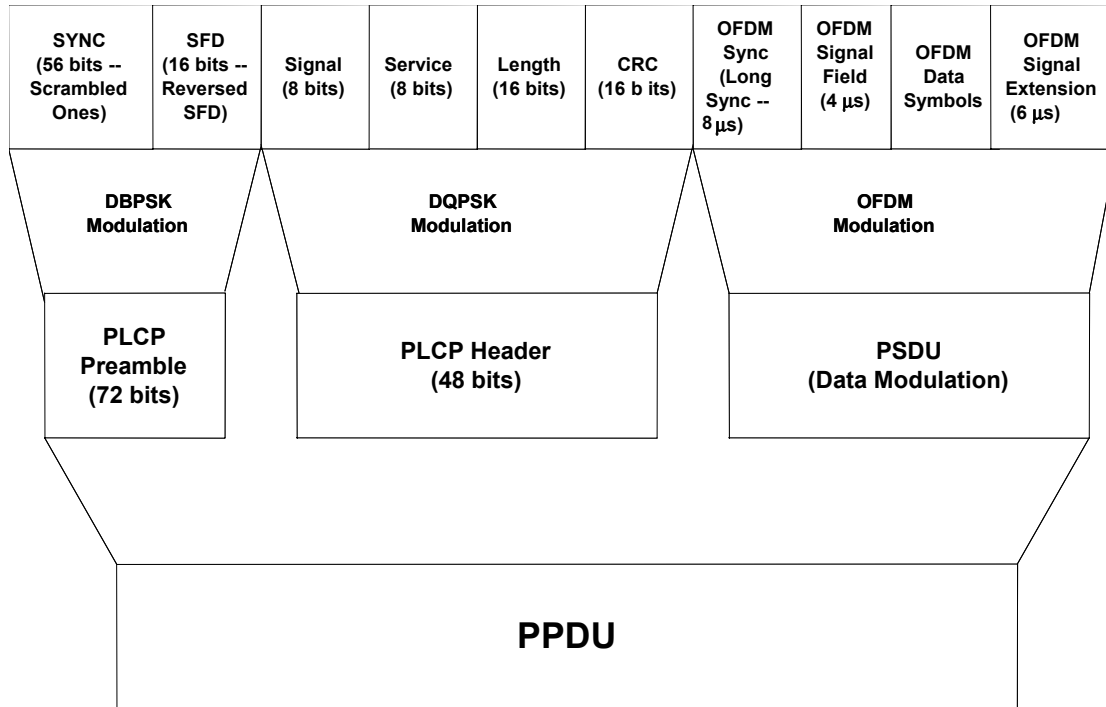 SYNC
(56 bits --
Scrambled
Ones)
SFD
(16 bits --
Reversed
SFD)
Signal
(8 bits)
Service
(8 bits)
Length
(16 bits)
CRC
(16 b its)
OFDM
Sync
(Long
Sync --
8 μs)
OFDM
Signal
Field
(4 μs)
OFDM
Data
Symbols
OFDM
Signal
Extension
(6 μs)
DBPSK
Modulation
DQPSK
Modulation
OFDM
Modulation
PLCP
Preamble
(72 bits)
PLCP Header
(48 bits)
PSDU
(Data Modulation)
PPDU